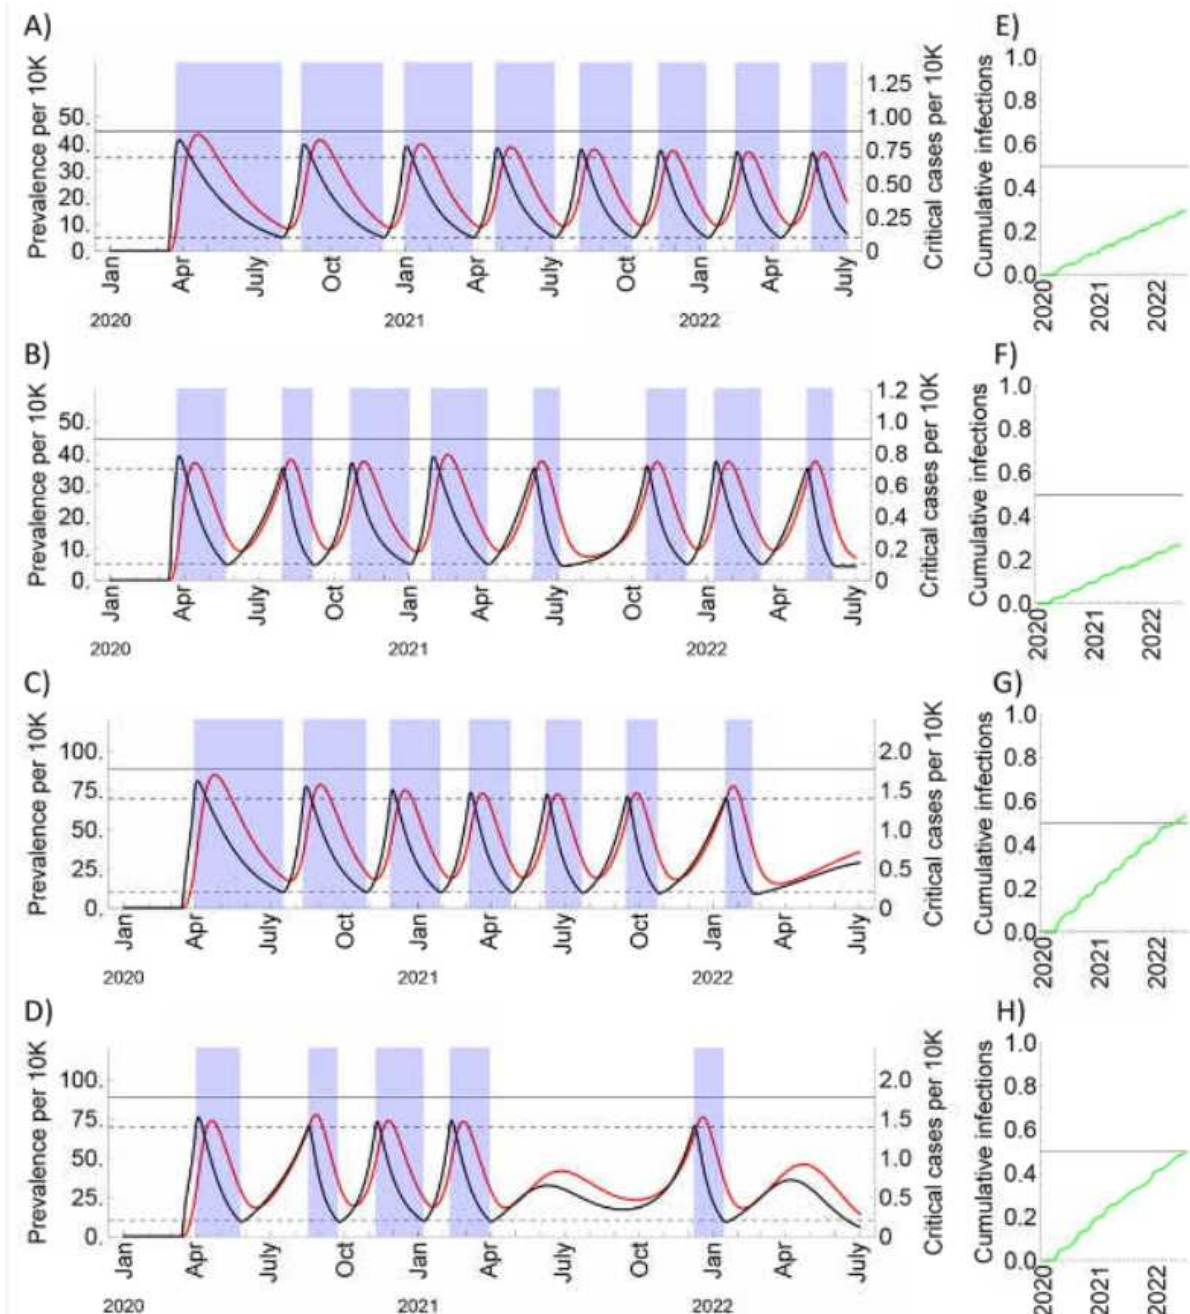 A)
Prevalence per 10K
50.
40.
30.
20.
10.
0.
Critical cases per 10K
1.25
1.00
0.75
0.50
0.25
0
Jan Apr July Oct Jan Apr July Oct Jan Apr July
2020 2021 2022
E)
Cumulative infections
1.0
0.8
0.6
0.4
0.2
0.0
2020 2021 2022
B)
Prevalence per 10K
50.
40.
30.
20.
10.
0.
Critical cases per 10K
1.2
1.0
0.8
0.6
0.4
0.2
0
Jan Apr July Oct Jan Apr July Oct Jan Apr July
2020 2021 2022
F)
Cumulative infections
1.0
0.8
0.6
0.4
0.2
0.0
2020 2021 2022
C)
Prevalence per 10K
100.
75.
50.
25.
0.
Critical cases per 10K
2.0
1.5
1.0
0.5
0
Jan Apr July Oct Jan Apr July Oct Jan Apr July
2020 2021 2022
G)
Cumulative infections
1.0
0.8
0.6
0.4
0.2
0.0
2020 2021 2022
D)
Prevalence per 10K
100.
75.
50.
25.
0.
Critical cases per 10K
2.0
1.5
1.0
0.5
0
Jan Apr July Oct Jan Apr July Oct Jan Apr July
2020 2021 2022
H)
Cumulative infections
1.0
0.8
0.6
0.4
0.2
0.0
2020 2021 2022